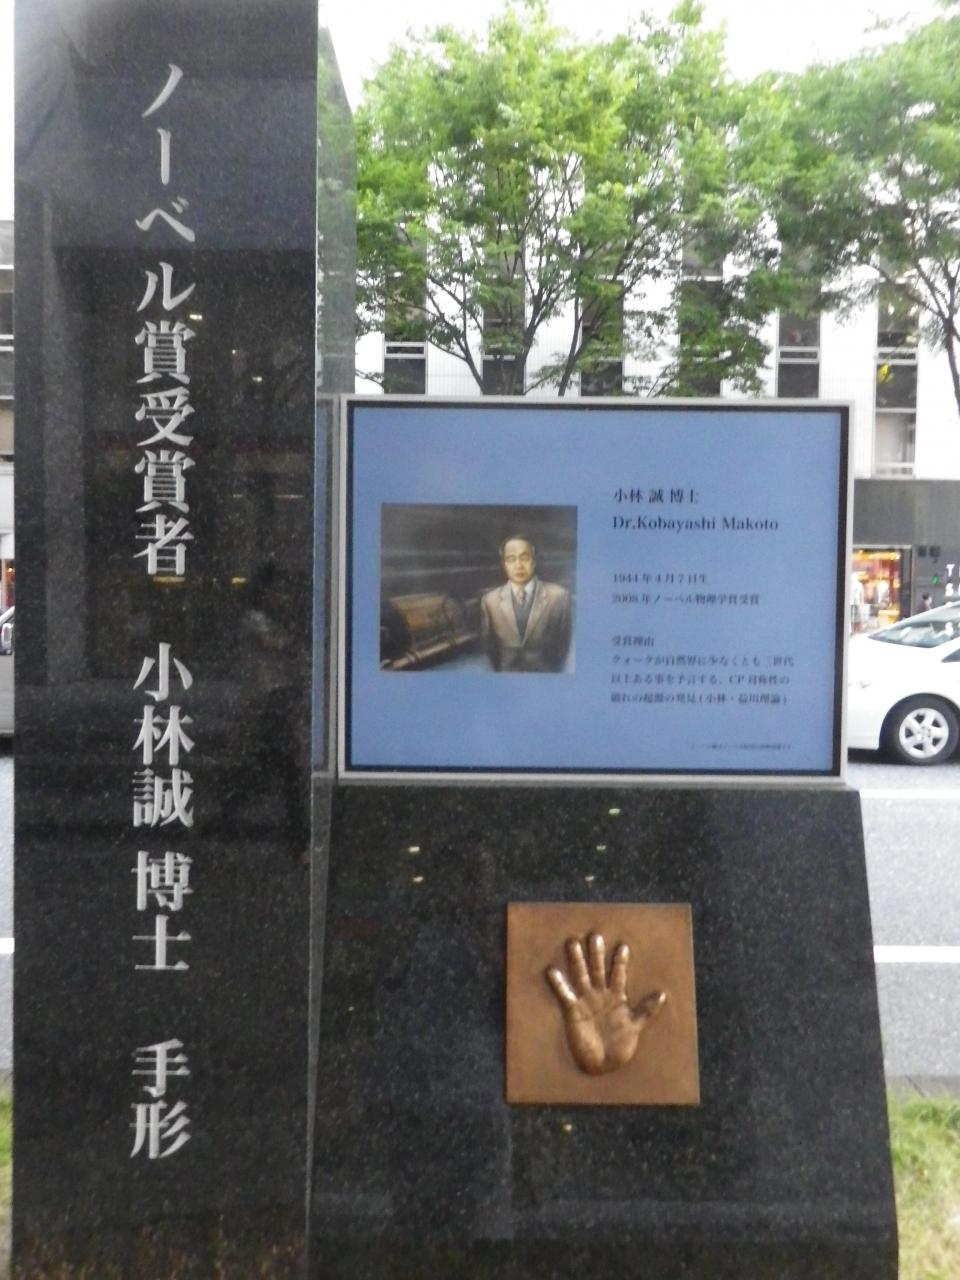 ノーベル賞受賞者 小林誠 博士 手形
小林 誠 博士
Dr.Kobayashi Makoto
1944年4月7日生
2008年ノーベル物理学賞受賞
受賞理由
クォークが自然界に少なくとも三世代
以上ある事を予言する、CP対称性の
破れの起源の発見(小林・益川理論)